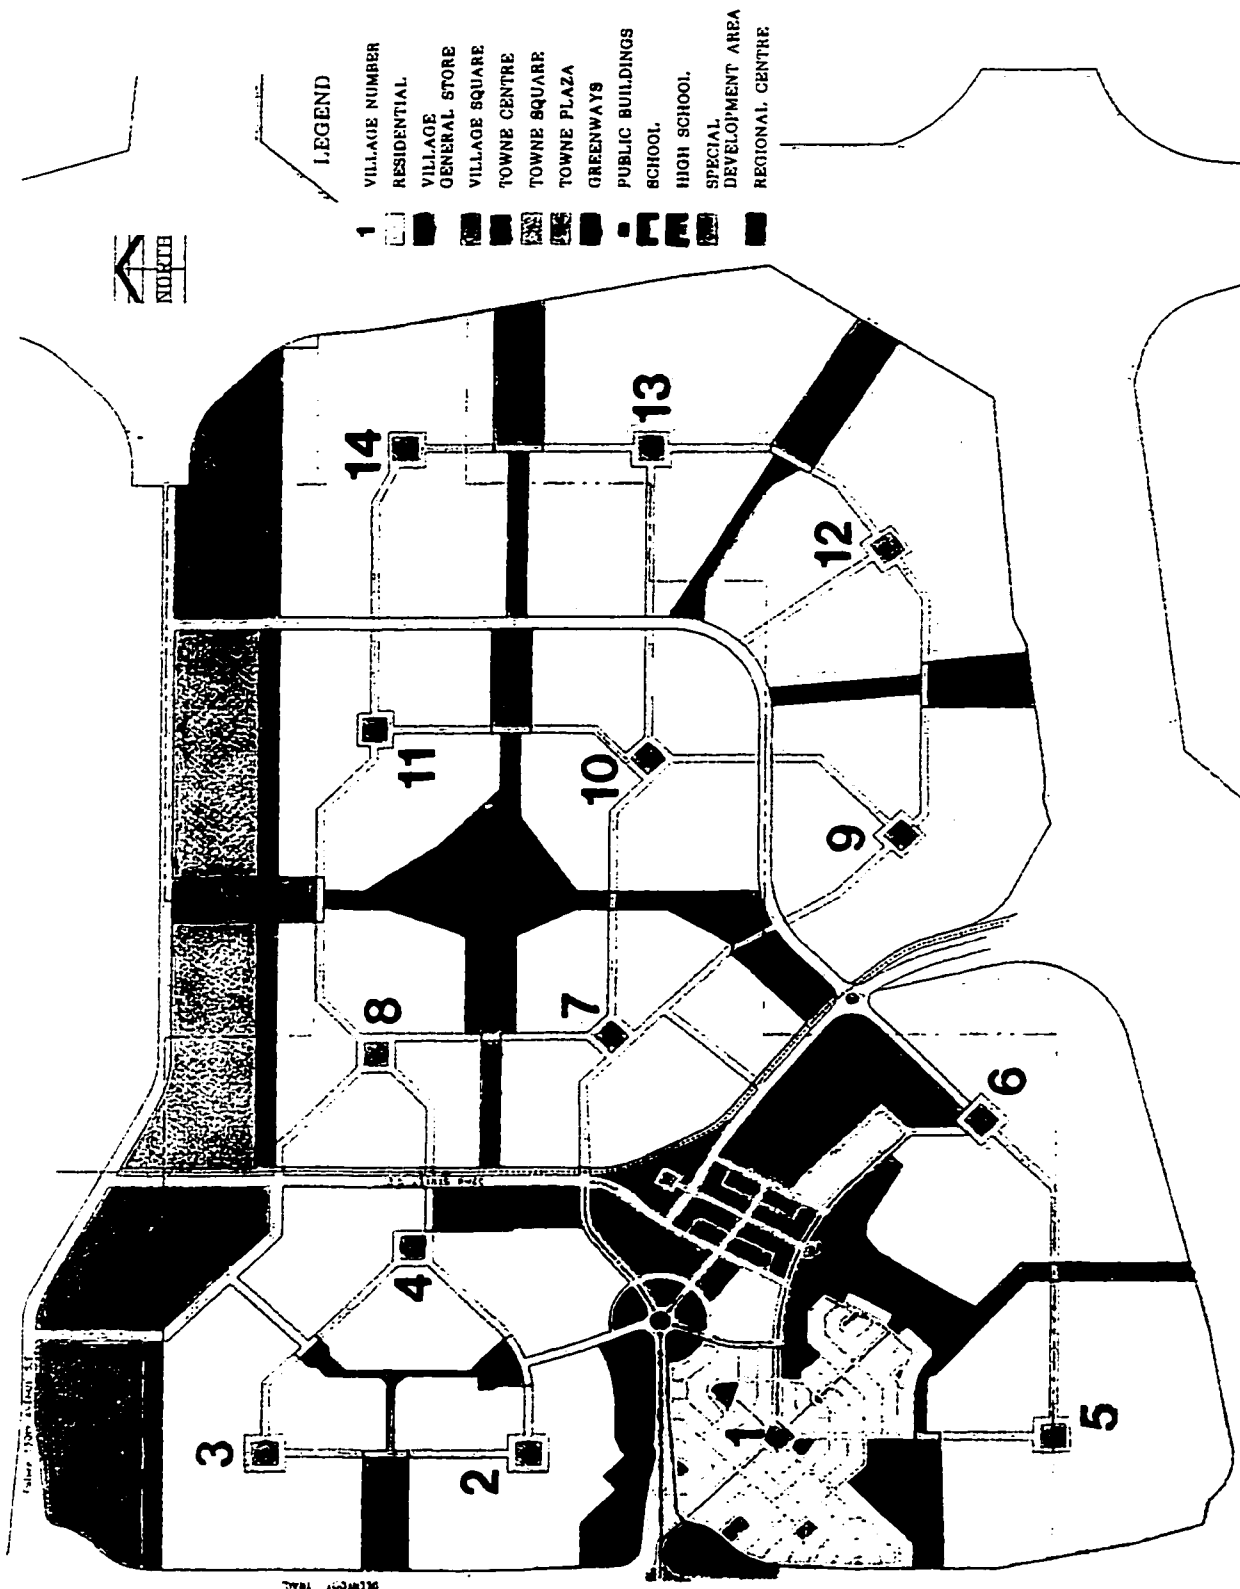 NORTH
LEGEND
1 VILLAGE NUMBER
RESIDENTIAL
VILLAGE
GENERAL STORE
VILLAGE SQUARE
TOWNE CENTRE
TOWNE SQUARE
TOWNE PLAZA
GREENWAYS
PUBLIC BUILDINGS
SCHOOL
HIGH SCHOOL
SPECIAL
DEVELOPMENT AREA
REGIONAL CENTRE
14
13
12
11
10
9
8
7
6
4
3
2
1
5